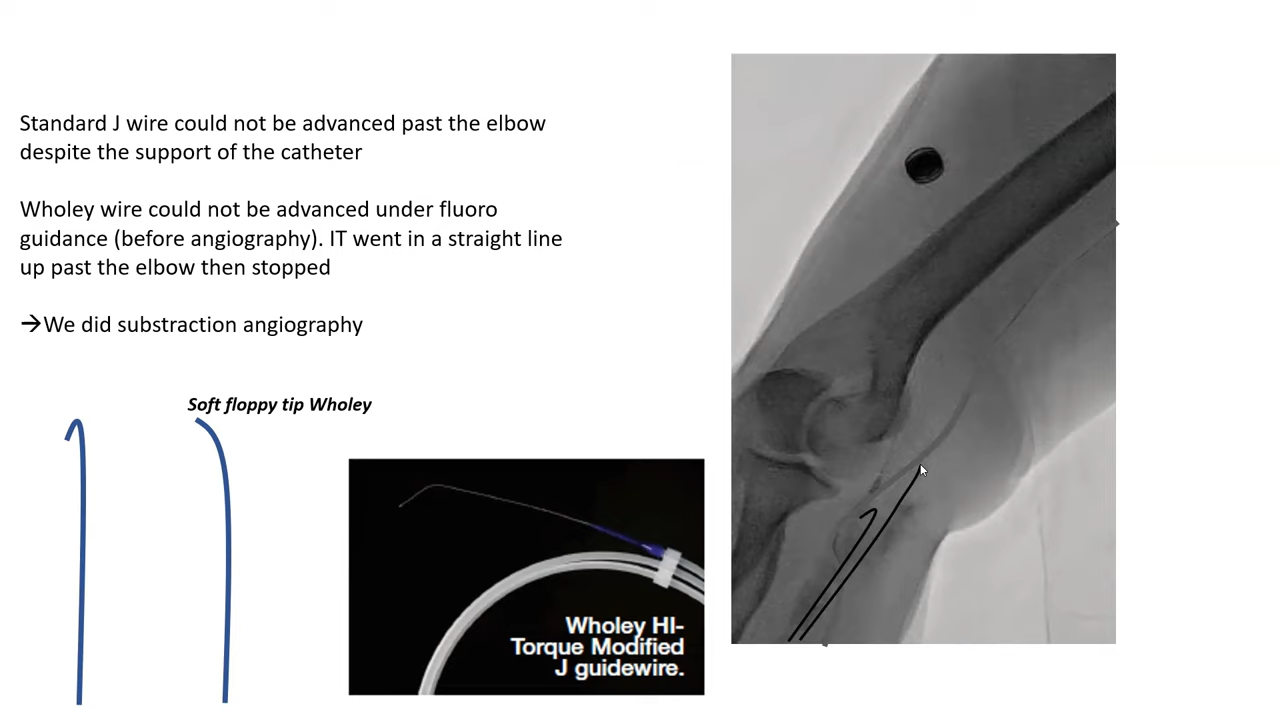 Standard J wire could not be advanced past the elbow
despite the support of the catheter
Wholey wire could not be advanced under fluoro
guidance (before angiography). IT went in a straight line
up past the elbow then stopped
→We did substraction angiography
Soft floppy tip Wholey
Wholey HI-
Torque Modified
J guidewire.